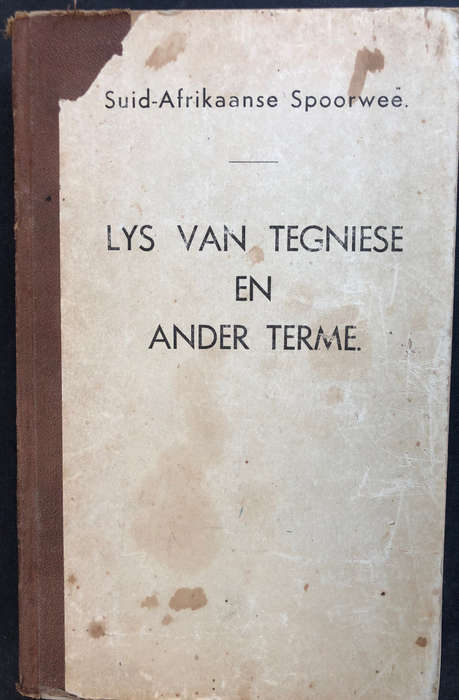 Suid-Afrikaanse Spoorweë.
LYS VAN TEGNIESE
EN
ANDER TERME.